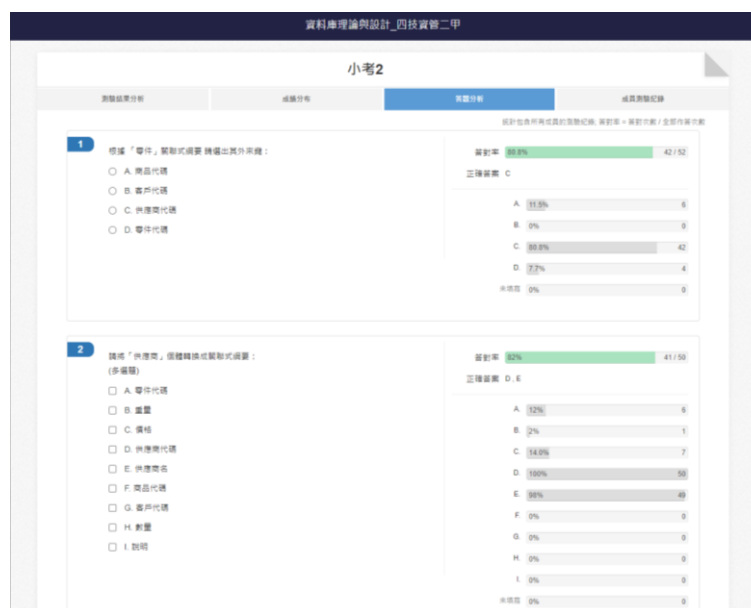 資料庫理論與設計_四技資管二甲
小考2
測驗結果分析
成績分布
答題分析
成員測驗紀錄
統計包含所有成員的測驗紀錄; 答對率 = 答對次數 / 全部作答次數
1
根據「零件」關聯式綱要 請選出其外來鍵：
A. 商品代碼
B. 客戶代碼
C. 供應商代碼
D. 零件代碼
答對率 80.8% 42 / 52
正確答案 C
A. 11.5% 6
B. 0% 0
C. 80.8% 42
D. 7.7% 4
未填答 0% 0
2
請將「供應商」個體轉換成關聯式綱要：
(多選題)
A. 零件代碼
B. 重量
C. 價格
D. 供應商代碼
E. 供應商名
F. 商品代碼
G. 客戶代碼
H. 數量
I. 說明
答對率 82% 41 / 50
正確答案 D , E
A. 12% 6
B. 2% 1
C. 14.0% 7
D. 100% 50
E. 98% 49
F. 0% 0
G. 0% 0
H. 0% 0
I. 0% 0
未填答 0% 0